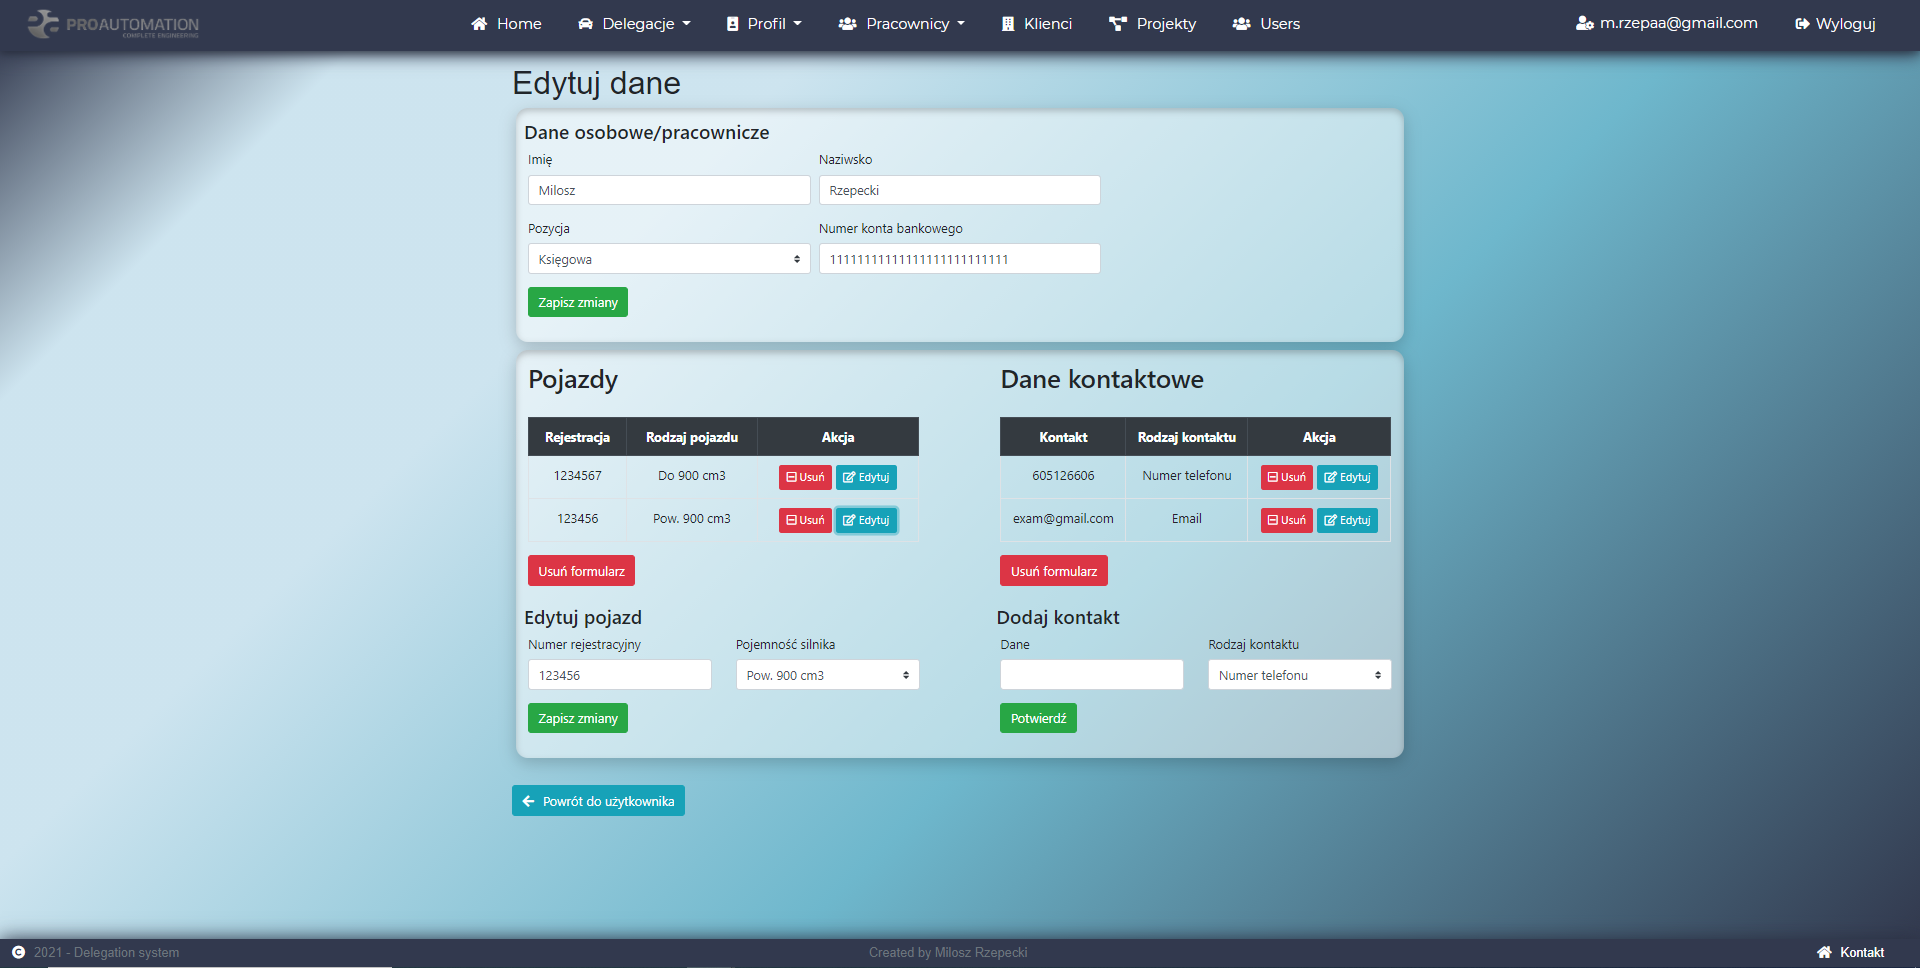 PROAUTOMATION
COMPLETE ENGINEERING
Home Delegacje Profil Pracownicy Klienci Projekty Users m.rzepaa@gmail.com Wyloguj
Edytuj dane
Dane osobowe/pracownicze
Imię Naziwsko
Milosz Rzepecki
Pozycja Numer konta bankowego
Księgowa 11111111111111111111111111
Zapisz zmiany
Pojazdy
Rejestracja Rodzaj pojazdu Akcja
1234567 Do 900 cm3 Usuń Edytuj
123456 Pow. 900 cm3 Usuń Edytuj
Usuń formularz
Edytuj pojazd
Numer rejestracyjny Pojemność silnika
123456 Pow. 900 cm3
Zapisz zmiany
Dane kontaktowe
Kontakt Rodzaj kontaktu Akcja
605126606 Numer telefonu Usuń Edytuj
exam@gmail.com Email Usuń Edytuj
Usuń formularz
Dodaj kontakt
Dane Rodzaj kontaktu
Numer telefonu
Potwierdź
Powrót do użytkownika
2021 - Delegation system Created by Milosz Rzepecki Kontakt